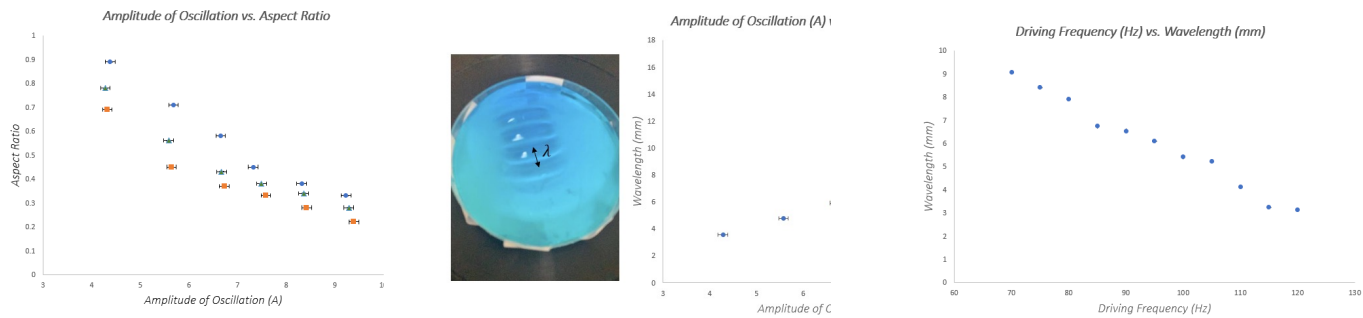 Amplitude of Oscillation vs. Aspect Ratio
1
0.9
0.8
0.7
0.6
0.5
0.4
0.3
0.2
0.1
0
Aspect Ratio
3 4 5 6 7 8 9 10
Amplitude of Oscillation (A)
λ
Amplitude of Oscillation (A) v
18
16
14
12
10
8
6
4
2
0
Wavelength (mm)
3 4 5 6
Amplitude of O
Driving Frequency (Hz) vs. Wavelength (mm)
10
9
8
7
6
5
4
3
2
1
0
Wavelength (mm)
60 70 80 90 100 110 120 130
Driving Frequency (Hz)